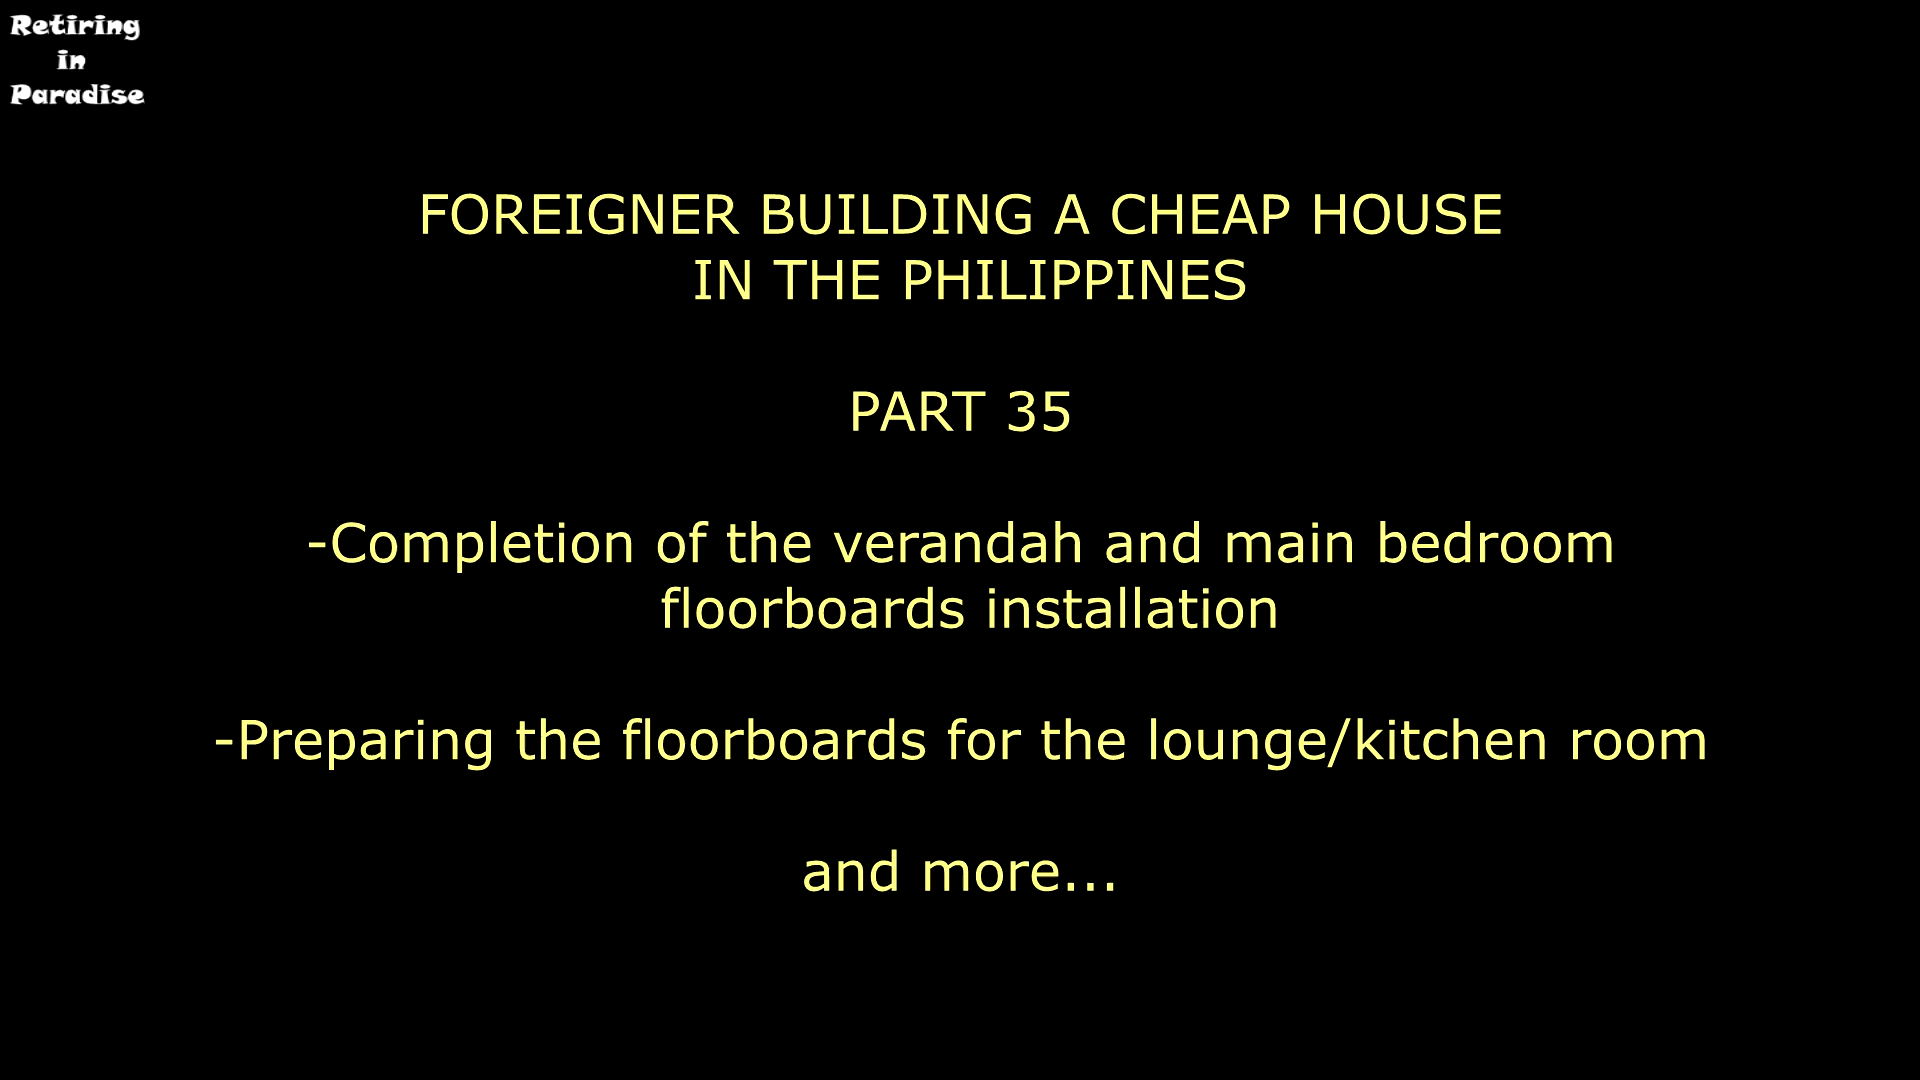 Retiring
in
Paradise
FOREIGNER BUILDING A CHEAP HOUSE
IN THE PHILIPPINES
PART 35
-Completion of the verandah and main bedroom
floorboards installation
-Preparing the floorboards for the lounge/kitchen room
and more...